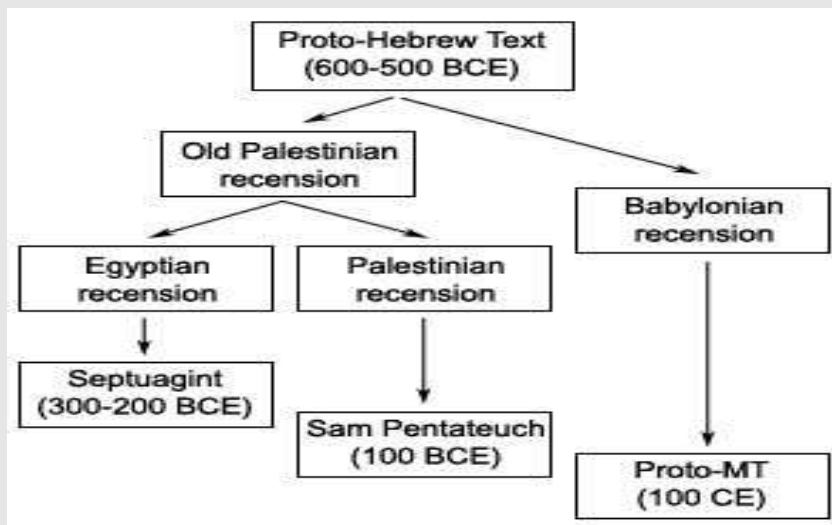 Proto-Hebrew Text
(600-500 BCE)
Old Palestinian
recension
Babylonian
recension
Egyptian
recension
Palestinian
recension
Septuagint
(300-200 BCE)
Sam Pentateuch
(100 BCE)
Proto-MT
(100 CE)